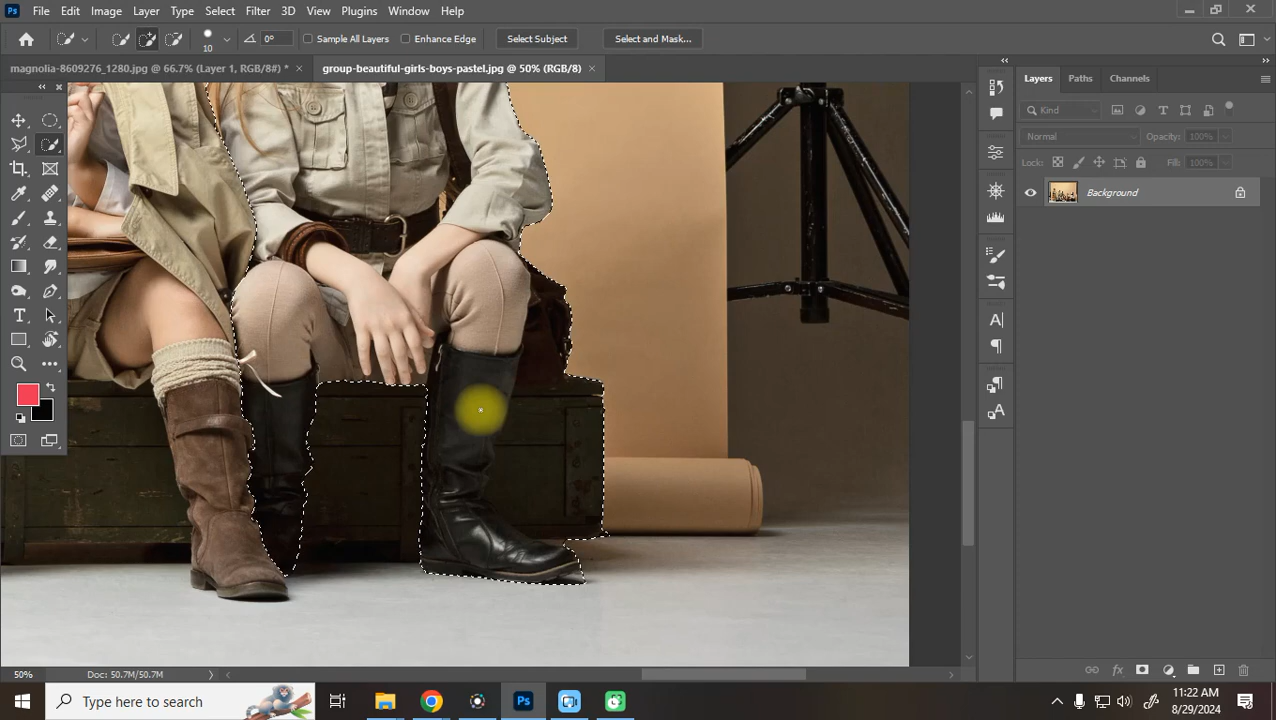 Ps File Edit Image Layer Type Select Filter 3D View Plugins Window Help
10 0° Sample All Layers Enhance Edge Select Subject Select and Mask...
magnolia-8609276_1280.jpg @ 66.7% (Layer 1, RGB/8#) * × group-beautiful-girls-boys-pastel.jpg @ 50% (RGB/8) ×
Layers Paths Channels
Kind
Normal Opacity: 100%
Lock: Fill: 100%
Background
50% Doc: 50.7M/50.7M
Type here to search
Ps
11:22 AM
8/29/2024